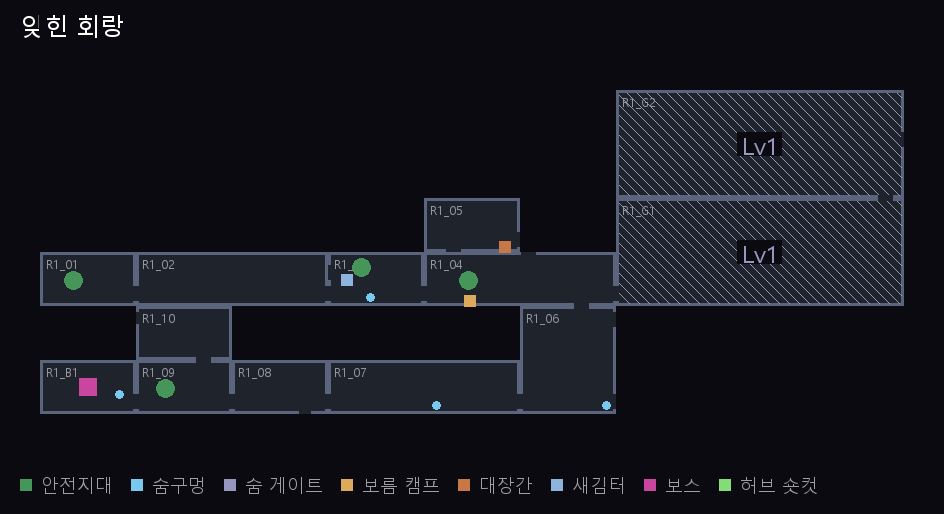 잊힌 회랑
R1_G2
Lv1
R1_05
R1_G1
Lv1
R1_01
R1_02
R1_04
R1_10
R1_06
R1_B1
R1_09
R1_08
R1_07
안전지대
숨구멍
숨 게이트
보름 캠프
대장간
새김터
보스
허브 숏컷